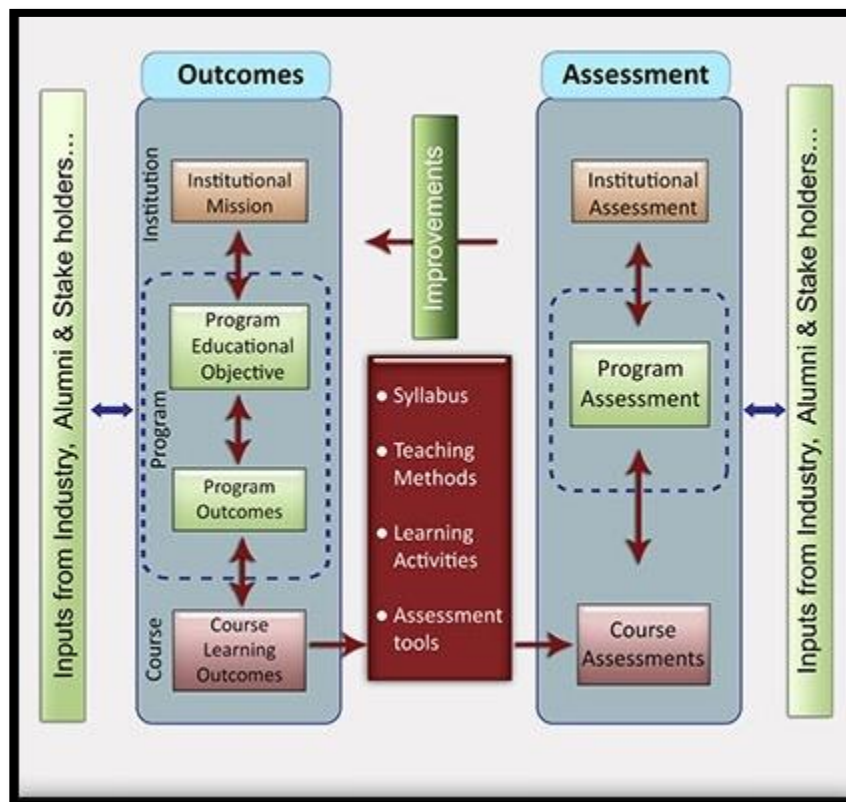 Outcomes
Assessment
Inputs from Industry, Alumni & Stake holders...
Institution
Institutional
Mission
Program
Program
Educational
Objective
Program
Outcomes
Course
Course
Learning
Outcomes
Improvements
● Syllabus
● Teaching
Methods
● Learning
Activities
● Assessment
tools
Institutional
Assessment
Program
Assessment
Course
Assessments
Inputs from Industry, Alumni & Stake holders...